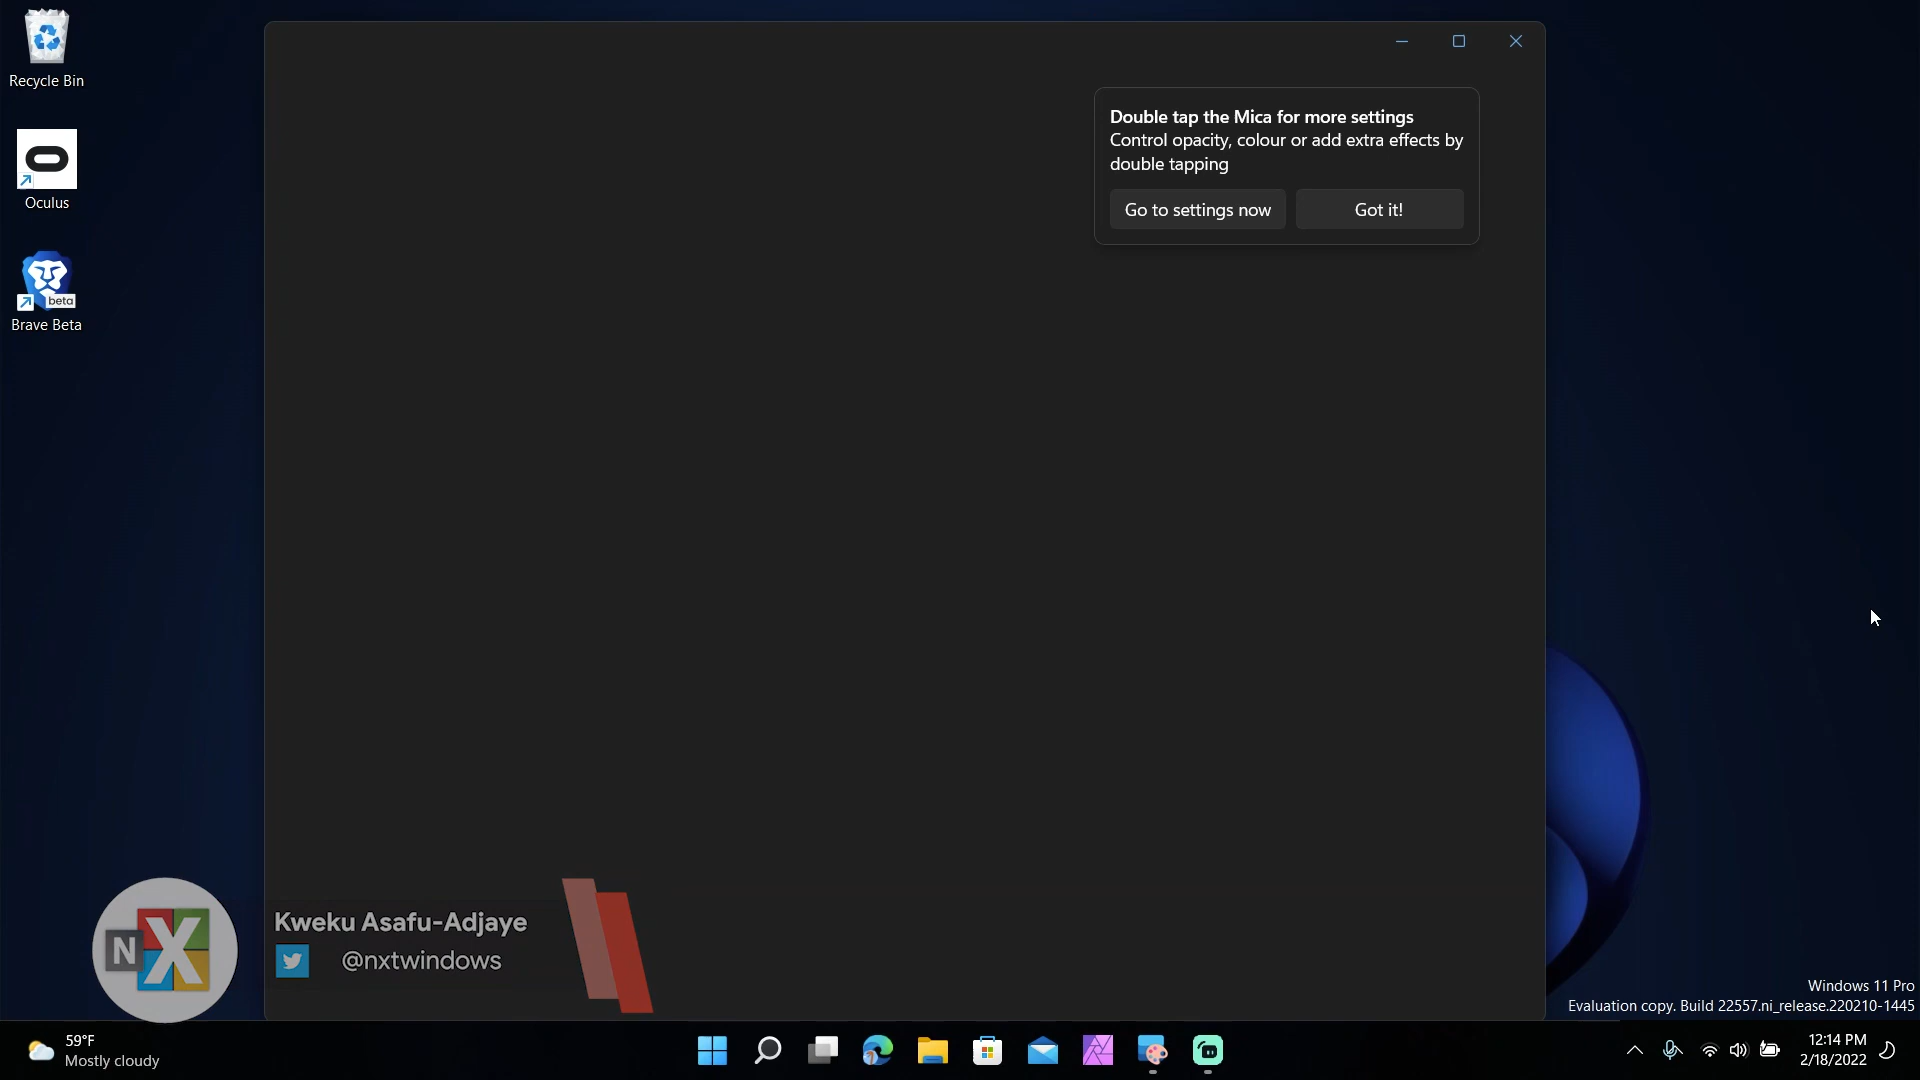 Recycle Bin
Oculus
beta
Brave Beta
Double tap the Mica for more settings
Control opacity, colour or add extra effects by
double tapping
Go to settings now
Got it!
N X
Kweku Asafu-Adjaye
@nxtwindows
Windows 11 Pro
Evaluation copy. Build 22557.ni_release.220210-1445
59°F
Mostly cloudy
12:14 PM
2/18/2022